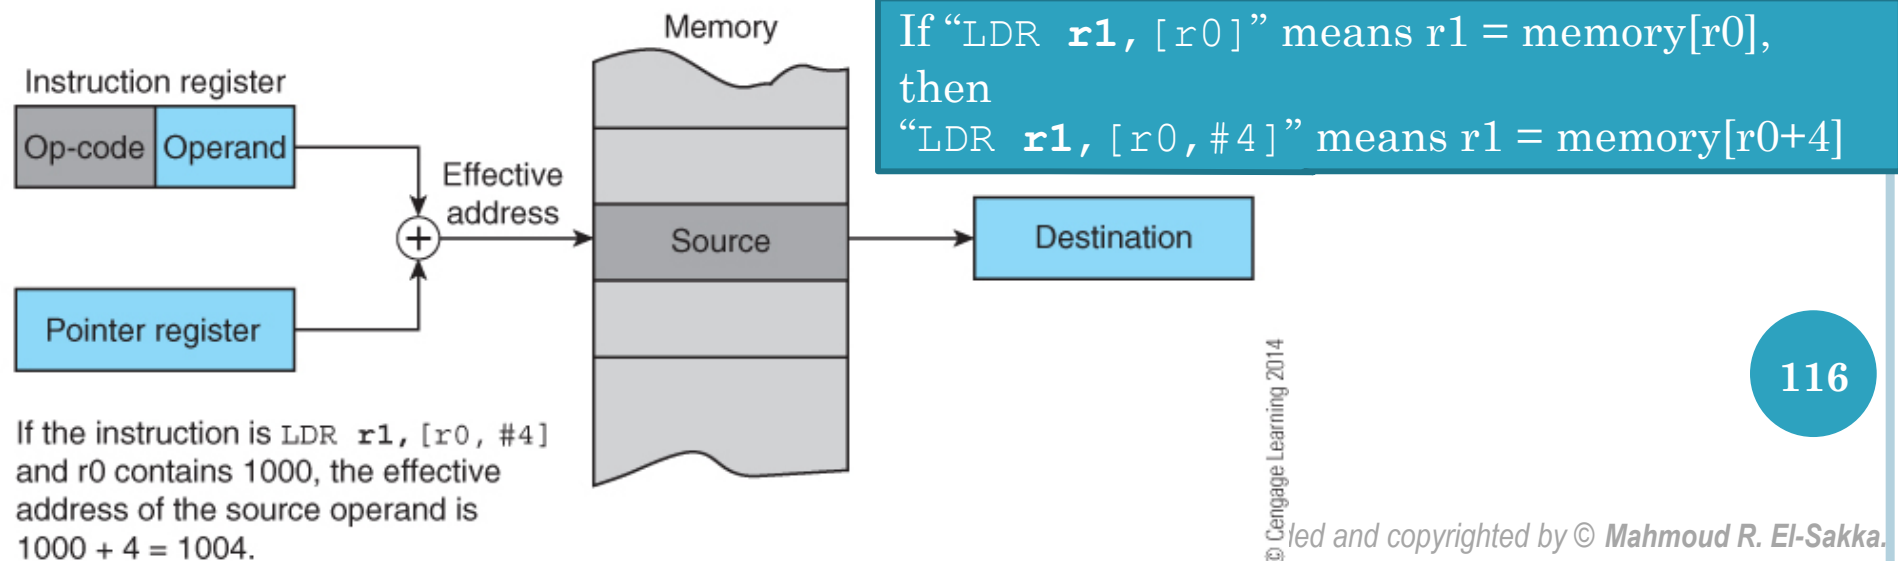 Memory
If “LDR r1,[r0]” means r1 = memory[r0],
then
“LDR r1,[r0,#4]” means r1 = memory[r0+4]
Instruction register
Op-code
Operand
Effective
address
Source
Destination
Pointer register
116
If the instruction is LDR r1,[r0, #4]
and r0 contains 1000, the effective
address of the source operand is
1000 + 4 = 1004.
© Cengage Learning 2014
and copyrighted by © Mahmoud R. El-Sakka.